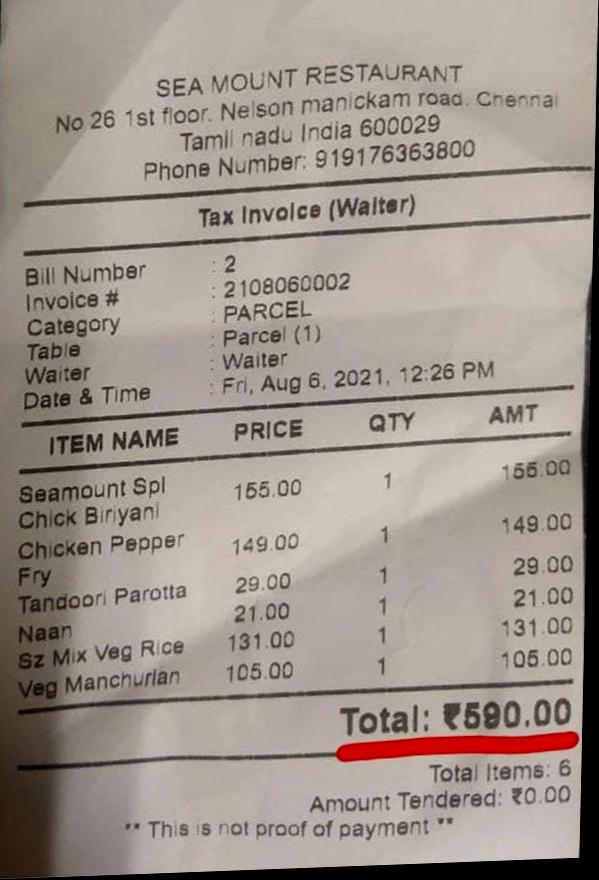 SEA MOUNT RESTAURANT
No 26 1st floor. Nelson manickam road. Chennai
Tamil nadu India 600029
Phone Number: 919176363800
Tax Invoice (Waiter)
Bill Number : 2
Invoice # : 2108060002
Category : PARCEL
Table : Parcel (1)
Waiter : Waiter
Date & Time : Fri, Aug 6, 2021, 12:26 PM
ITEM NAME PRICE QTY AMT
Seamount Spl 155.00 1 155.00
Chick Biriyani
Chicken Pepper 149.00 1 149.00
Fry
Tandoori Parotta 29.00 1 29.00
Naan 21.00 1 21.00
Sz Mix Veg Rice 131.00 1 131.00
Veg Manchurian 105.00 1 105.00
Total: ₹590.00
Total Items: 6
Amount Tendered: ₹0.00
** This is not proof of payment **